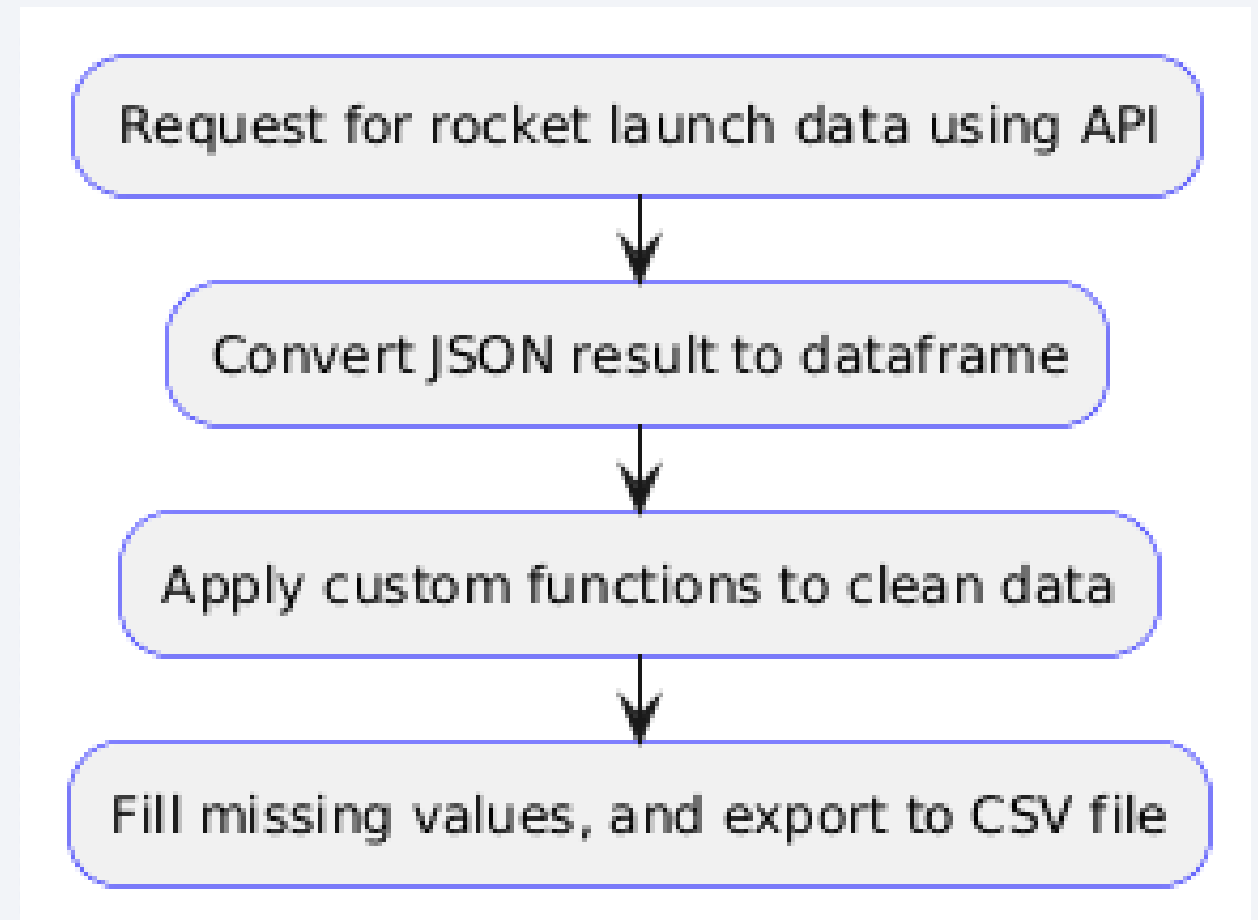 Request for rocket launch data using API
Convert JSON result to dataframe
Apply custom functions to clean data
Fill missing values, and export to CSV file